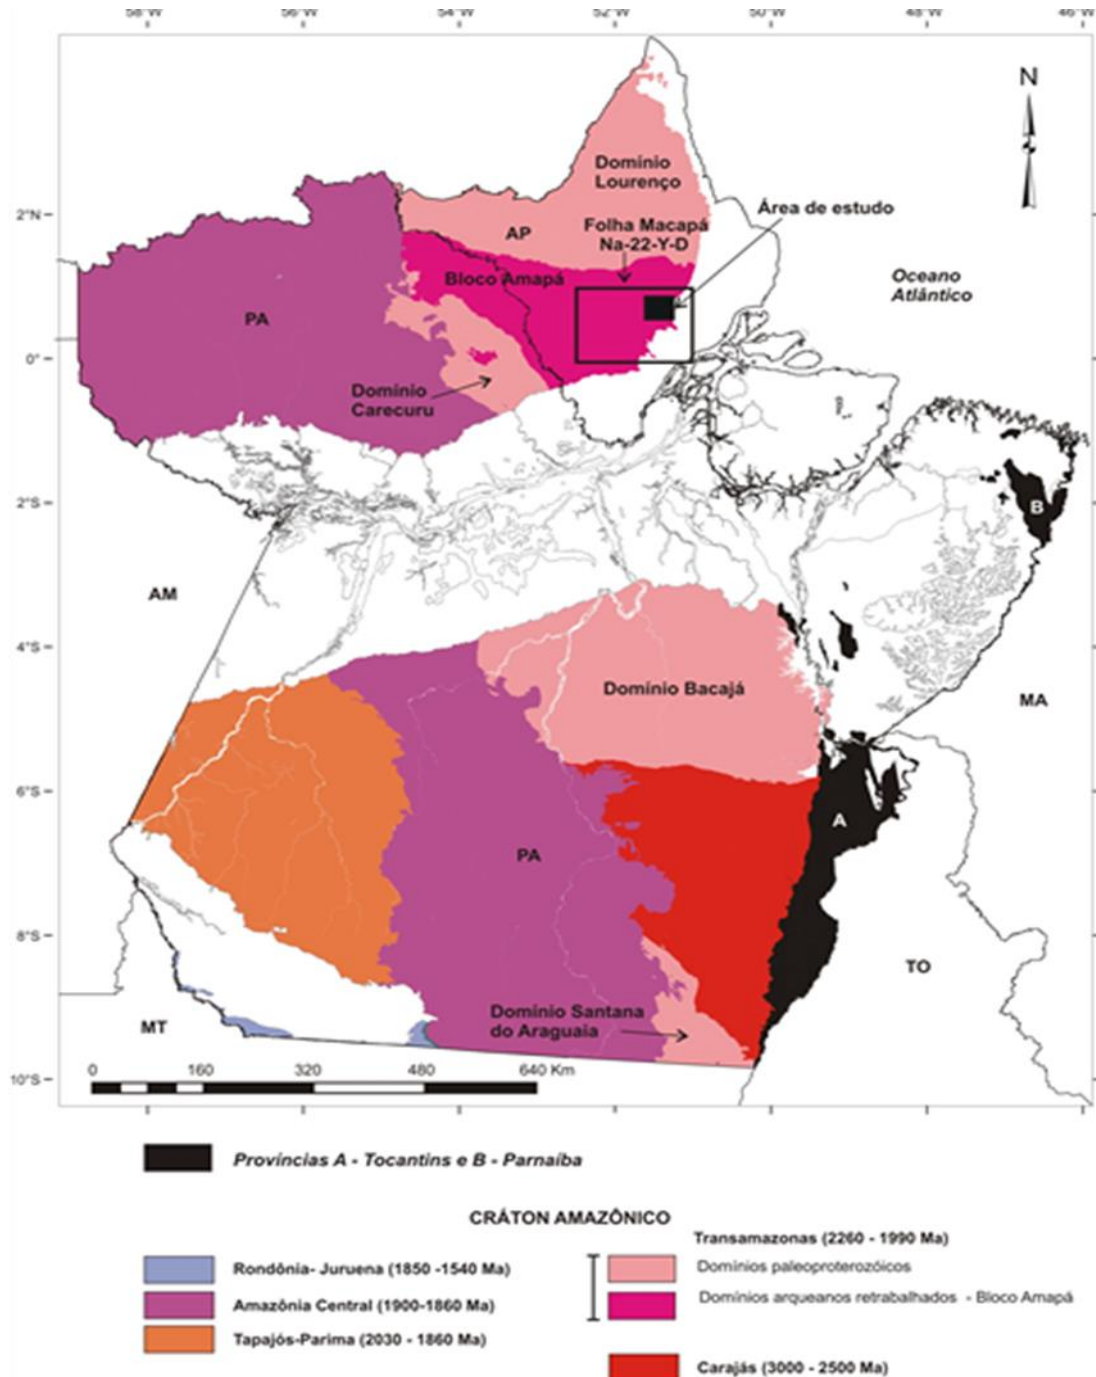 58°W 56°W 54°W 52°W 50°W 48°W 46°W
N
Domínio
Lourenço
Área de estudo
2°N
AP
Folha Macapá
Na-22-Y-D
Bloco Amapá
Oceano
Atlântico
PA
0°
Domínio
Carecuru
2°S
B
AM
4°S
Domínio Bacajá
MA
6°S
A
PA
8°S
TO
Domínio Santana
do Araguaia
MT
0 160 320 480 640 Km
10°S
Províncias A - Tocantins e B - Parnaíba
CRÁTON AMAZÔNICO
Transamazonas (2260 - 1990 Ma)
Rondônia- Juruena (1850 -1540 Ma)
Domínios paleoproterozóicos
Amazônia Central (1900-1860 Ma)
Domínios arqueanos retrabalhados - Bloco Amapá
Tapajós-Parima (2030 - 1860 Ma)
Carajás (3000 - 2500 Ma)